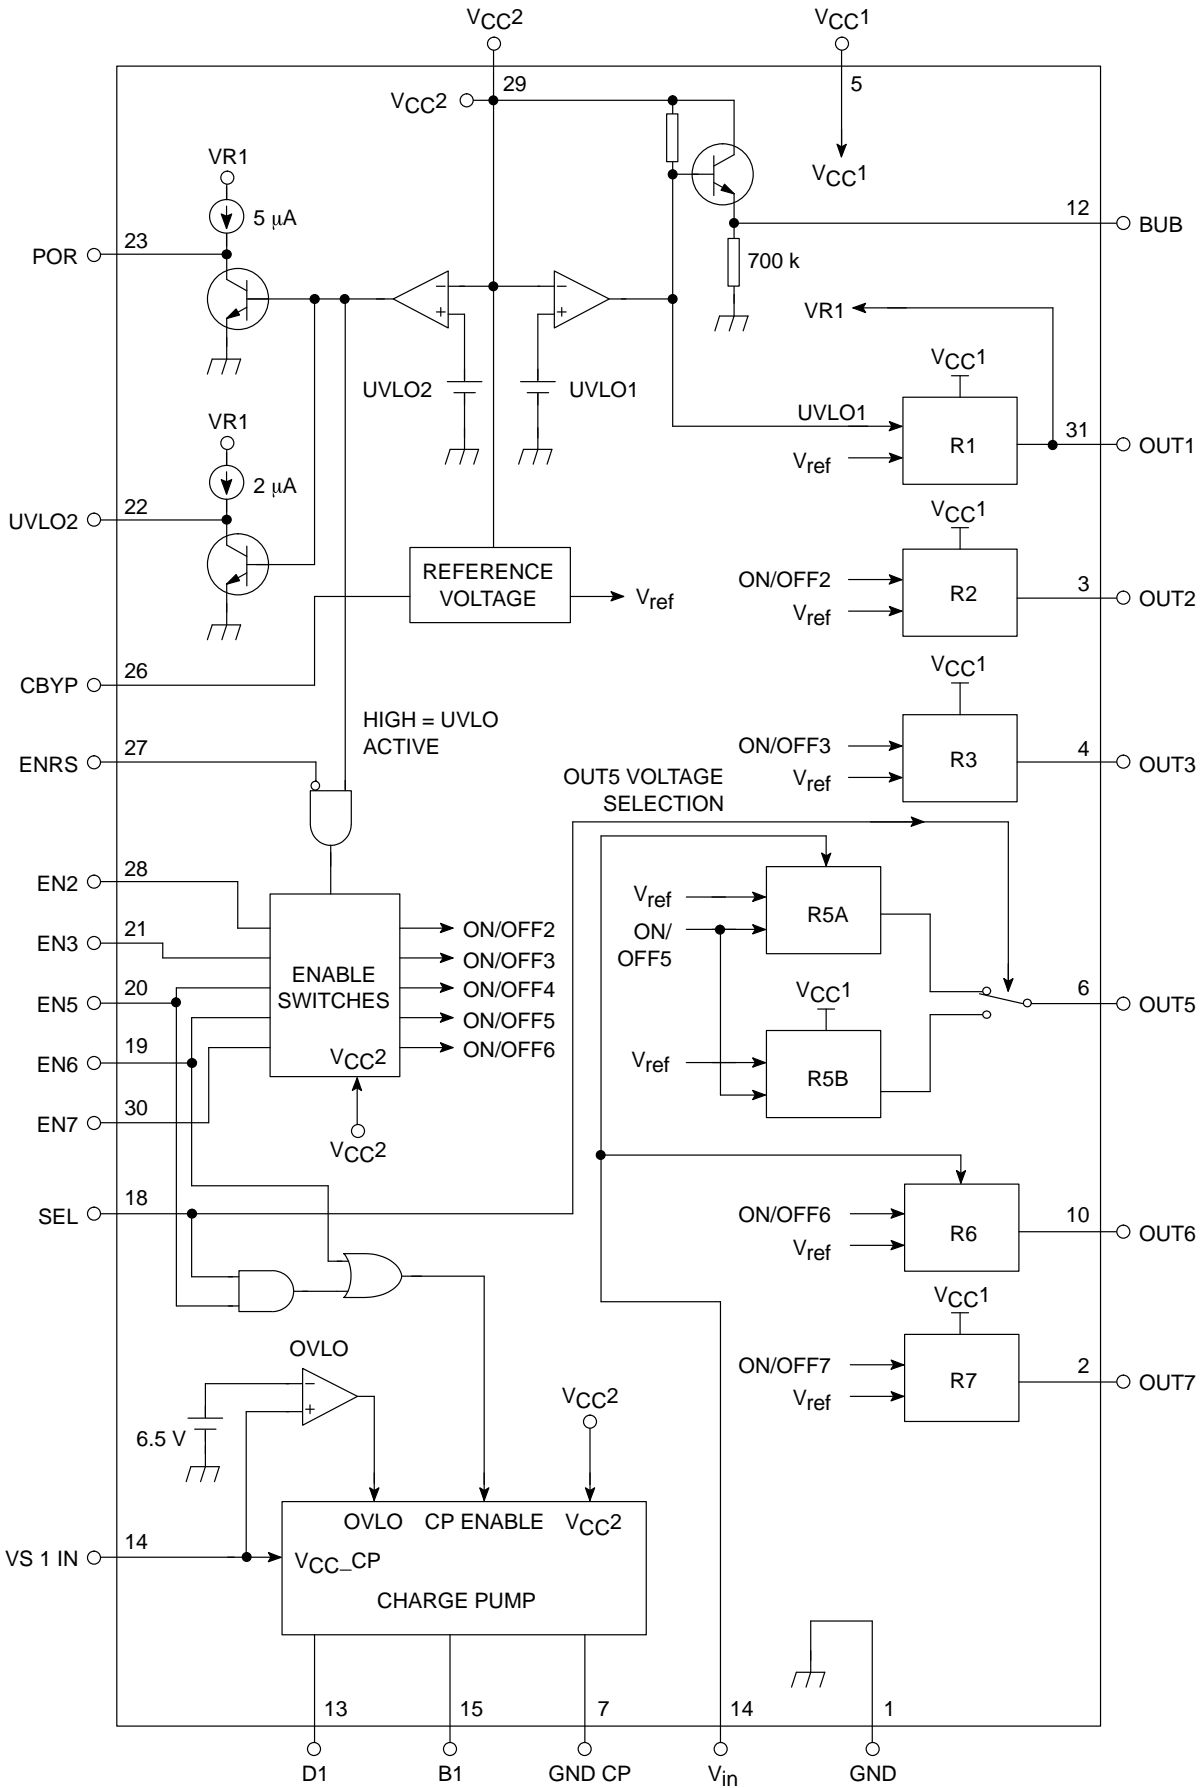 VCC2
VCC1
29
5
VCC2
VCC1
VR1
5 μA
23
POR
12
BUB
700 k
VR1
− −
+ +
UVLO2
UVLO1
VCC1
UVLO1
R1
31
OUT1
Vref
VR1
2 μA
22
UVLO2
VCC1
REFERENCE
VOLTAGE
Vref
ON/OFF2
R2
3
OUT2
Vref
26
CBYP
VCC1
HIGH = UVLO
ACTIVE
27
ENRS
ON/OFF3
R3
4
OUT3
Vref
OUT5 VOLTAGE
SELECTION
28
EN2
21
EN3
20
EN5
19
EN6
30
EN7
ENABLE
SWITCHES
VCC2
VCC2
ON/OFF2
ON/OFF3
ON/OFF4
ON/OFF5
ON/OFF6
Vref
ON/
OFF5
R5A
VCC1
6
OUT5
Vref
R5B
18
SEL
ON/OFF6
R6
10
OUT6
Vref
VCC1
ON/OFF7
R7
2
OUT7
Vref
OVLO
−
+
6.5 V
VCC2
OVLO
CP ENABLE
VCC2
14
VS 1 IN
VCC_CP
CHARGE PUMP
13
15
7
14
1
D1
B1
GND CP
Vin
GND